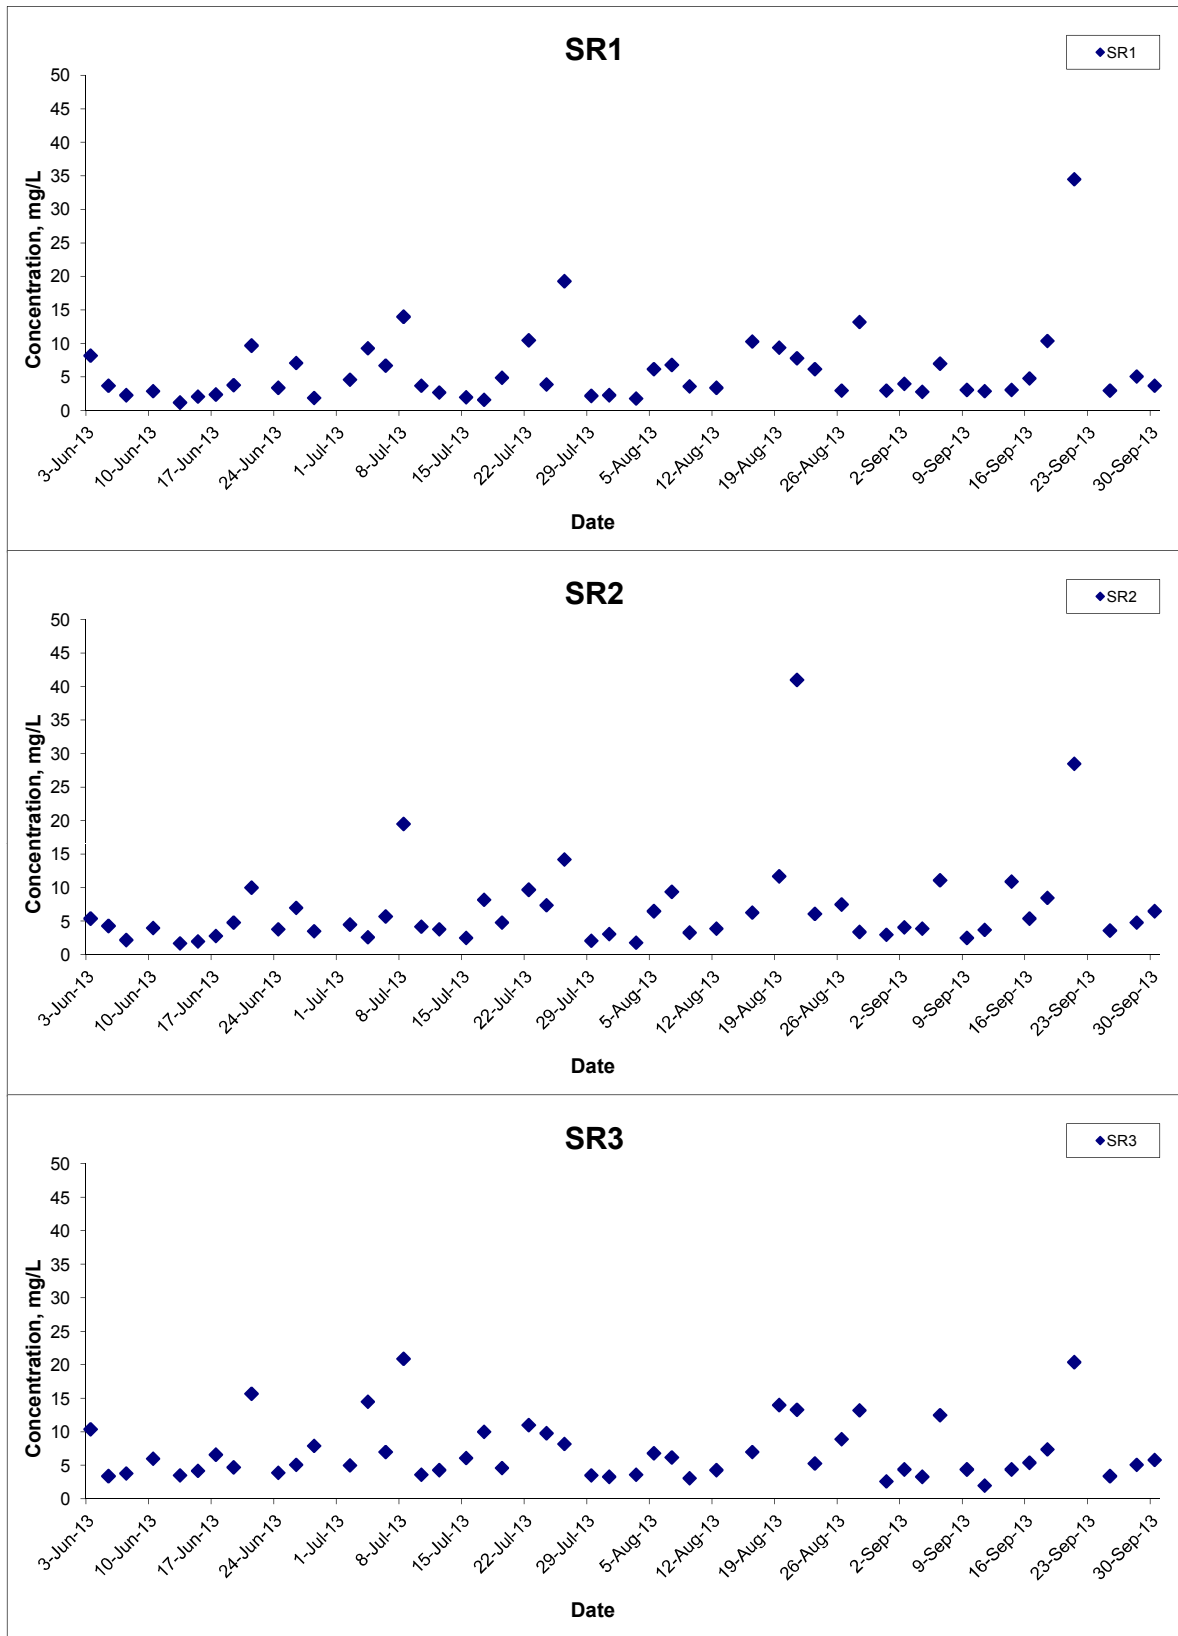 SR1
SR1
50
45
40
35
30
25
20
15
10
5
0
Concentration, mg/L
3-Jun-13
10-Jun-13
17-Jun-13
24-Jun-13
1-Jul-13
8-Jul-13
15-Jul-13
22-Jul-13
29-Jul-13
5-Aug-13
12-Aug-13
19-Aug-13
26-Aug-13
2-Sep-13
9-Sep-13
16-Sep-13
23-Sep-13
30-Sep-13
Date
SR2
SR2
50
45
40
35
30
25
20
15
10
5
0
Concentration, mg/L
3-Jun-13
10-Jun-13
17-Jun-13
24-Jun-13
1-Jul-13
8-Jul-13
15-Jul-13
22-Jul-13
29-Jul-13
5-Aug-13
12-Aug-13
19-Aug-13
26-Aug-13
2-Sep-13
9-Sep-13
16-Sep-13
23-Sep-13
30-Sep-13
Date
SR3
SR3
50
45
40
35
30
25
20
15
10
5
0
Concentration, mg/L
3-Jun-13
10-Jun-13
17-Jun-13
24-Jun-13
1-Jul-13
8-Jul-13
15-Jul-13
22-Jul-13
29-Jul-13
5-Aug-13
12-Aug-13
19-Aug-13
26-Aug-13
2-Sep-13
9-Sep-13
16-Sep-13
23-Sep-13
30-Sep-13
Date